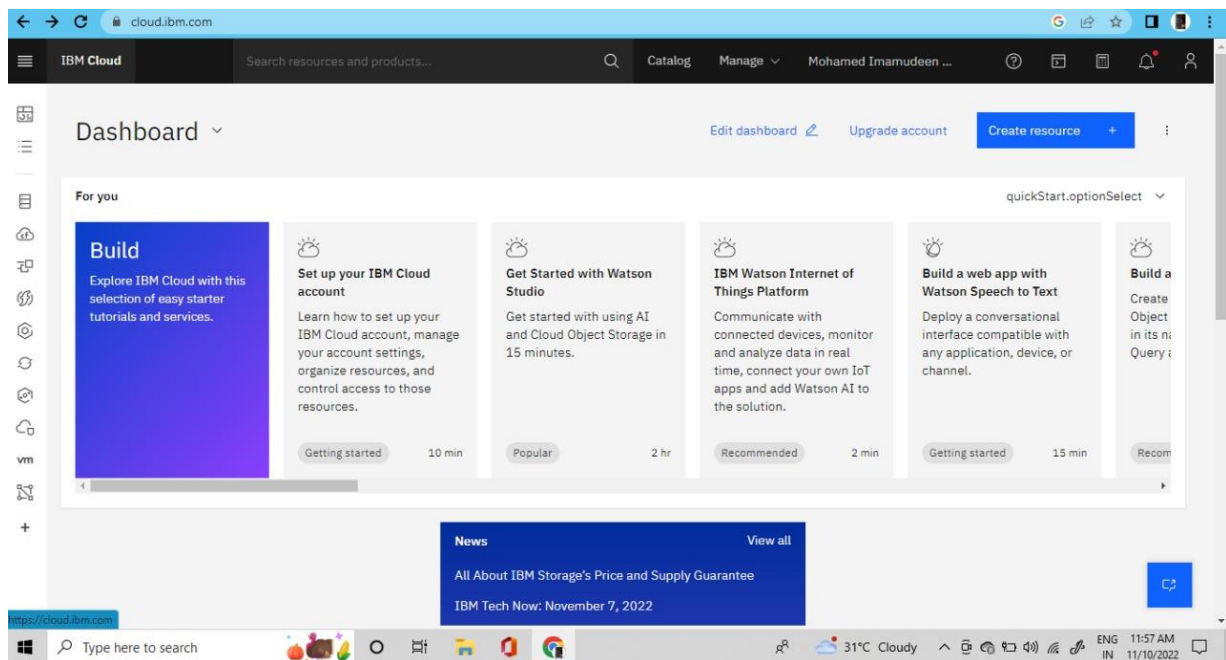 cloud.ibm.com
IBM Cloud
Search resources and products...
Catalog
Manage
Mohamed Imamudeen ...
Dashboard
Edit dashboard
Upgrade account
Create resource +
For you
quickStart.optionSelect
Build
Explore IBM Cloud with this
selection of easy starter
tutorials and services.
Set up your IBM Cloud
account
Learn how to set up your
IBM Cloud account, manage
your account settings,
organize resources, and
control access to those
resources.
Getting started
10 min
Get Started with Watson
Studio
Get started with using AI
and Cloud Object Storage in
15 minutes.
Popular
2 hr
IBM Watson Internet of
Things Platform
Communicate with
connected devices, monitor
and analyze data in real
time, connect your own IoT
apps and add Watson AI to
the solution.
Recommended
2 min
Build a web app with
Watson Speech to Text
Deploy a conversational
interface compatible with
any application, device, or
channel.
Getting started
15 min
Build a
Create
Object
in its na
Query
Recom
vm
News
View all
All About IBM Storage's Price and Supply Guarantee
IBM Tech Now: November 7, 2022
https://cloud.ibm.com
Type here to search
31°C Cloudy
ENG
IN
11:57 AM
11/10/2022